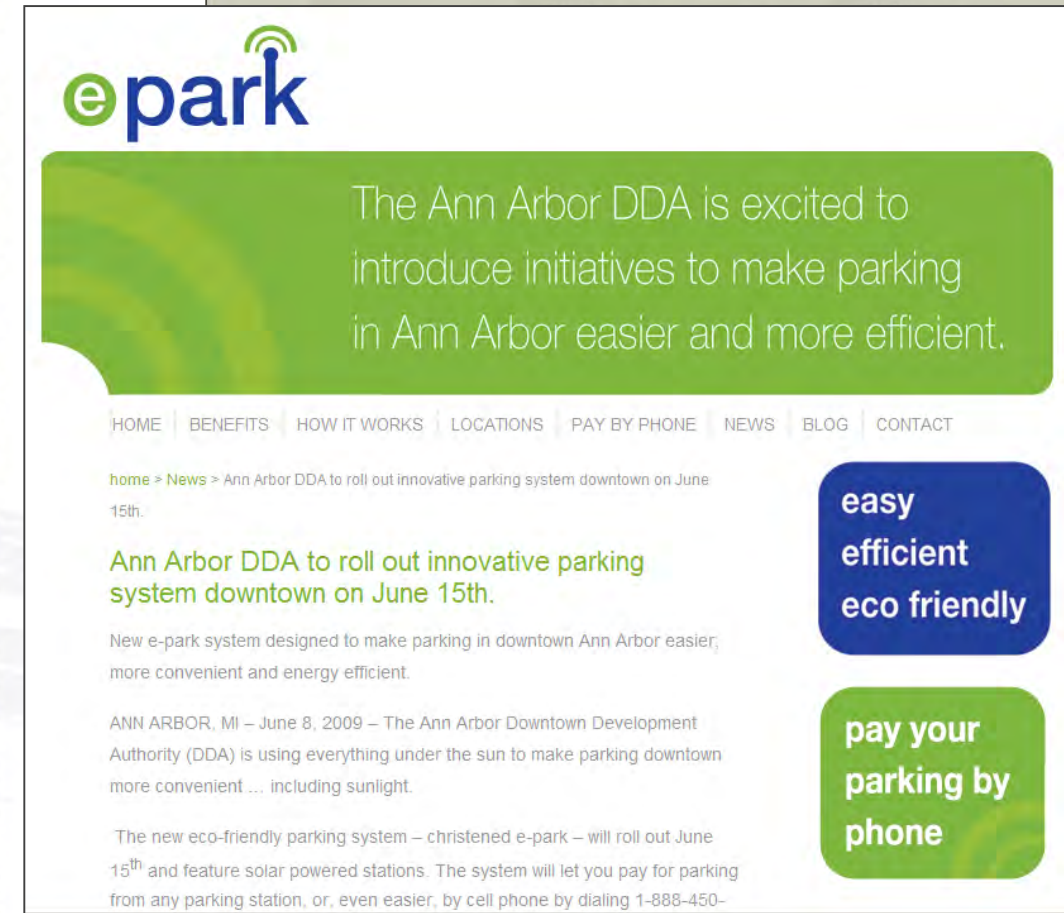 epark
The Ann Arbor DDA is excited to
introduce initiatives to make parking
in Ann Arbor easier and more efficient.
HOME BENEFITS HOW IT WORKS LOCATIONS PAY BY PHONE NEWS BLOG CONTACT
home > News > Ann Arbor DDA to roll out innovative parking system downtown on June
15th.
Ann Arbor DDA to roll out innovative parking
system downtown on June 15th.
New e-park system designed to make parking in downtown Ann Arbor easier,
more convenient and energy efficient.
ANN ARBOR, MI – June 8, 2009 – The Ann Arbor Downtown Development
Authority (DDA) is using everything under the sun to make parking downtown
more convenient … including sunlight.
The new eco-friendly parking system – christened e-park – will roll out June
15th and feature solar powered stations. The system will let you pay for parking
from any parking station, or, even easier, by cell phone by dialing 1-888-450-
easy
efficient
eco friendly
pay your
parking by
phone